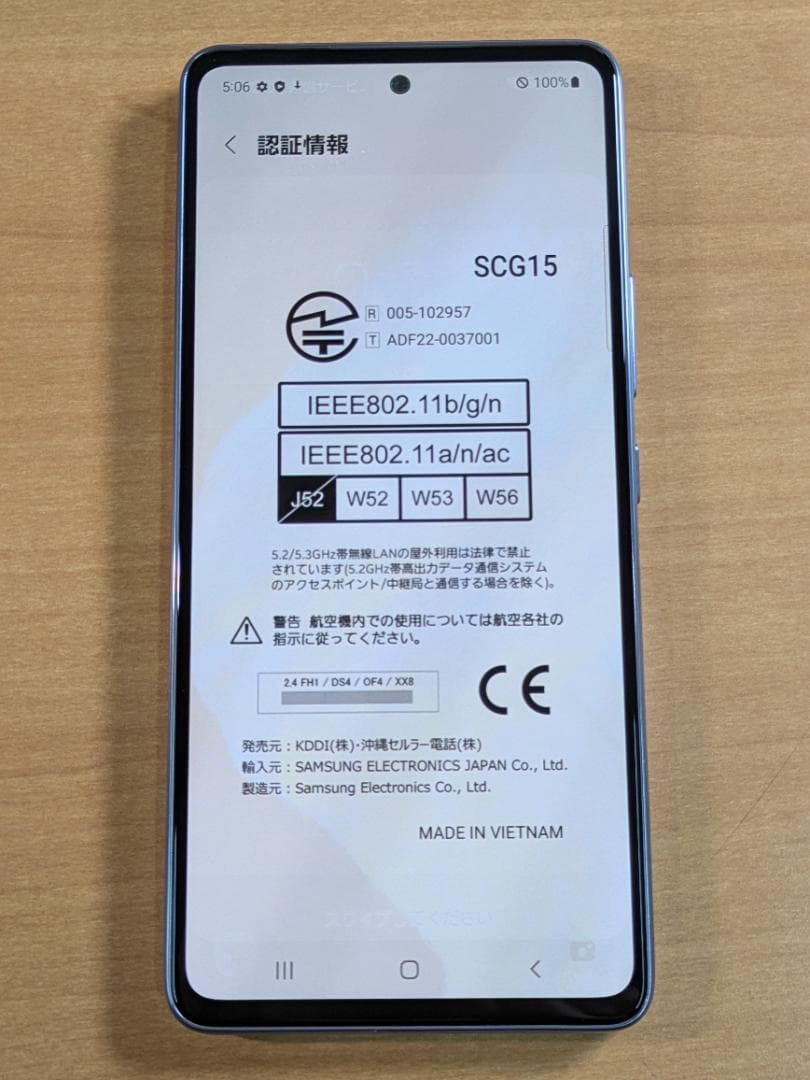 5:06
100%
認証情報
SCG15
R 005-102957
T ADF22-0037001
IEEE802.11b/g/n
IEEE802.11a/n/ac
J52 W52 W53 W56
5.2/5.3GHz帯無線LANの屋外利用は法律で禁止
されています(5.2GHz帯高出力データ通信システム
のアクセスポイント/中継局と通信する場合を除く)。
警告 航空機内での使用については航空各社の
指示に従ってください。
2.4 FH1 / DS4 / OF4 / XX8
CE
発売元：KDDI(株)・沖縄セルラー電話(株)
輸入元：SAMSUNG ELECTRONICS JAPAN Co., Ltd.
製造元：Samsung Electronics Co., Ltd.
MADE IN VIETNAM